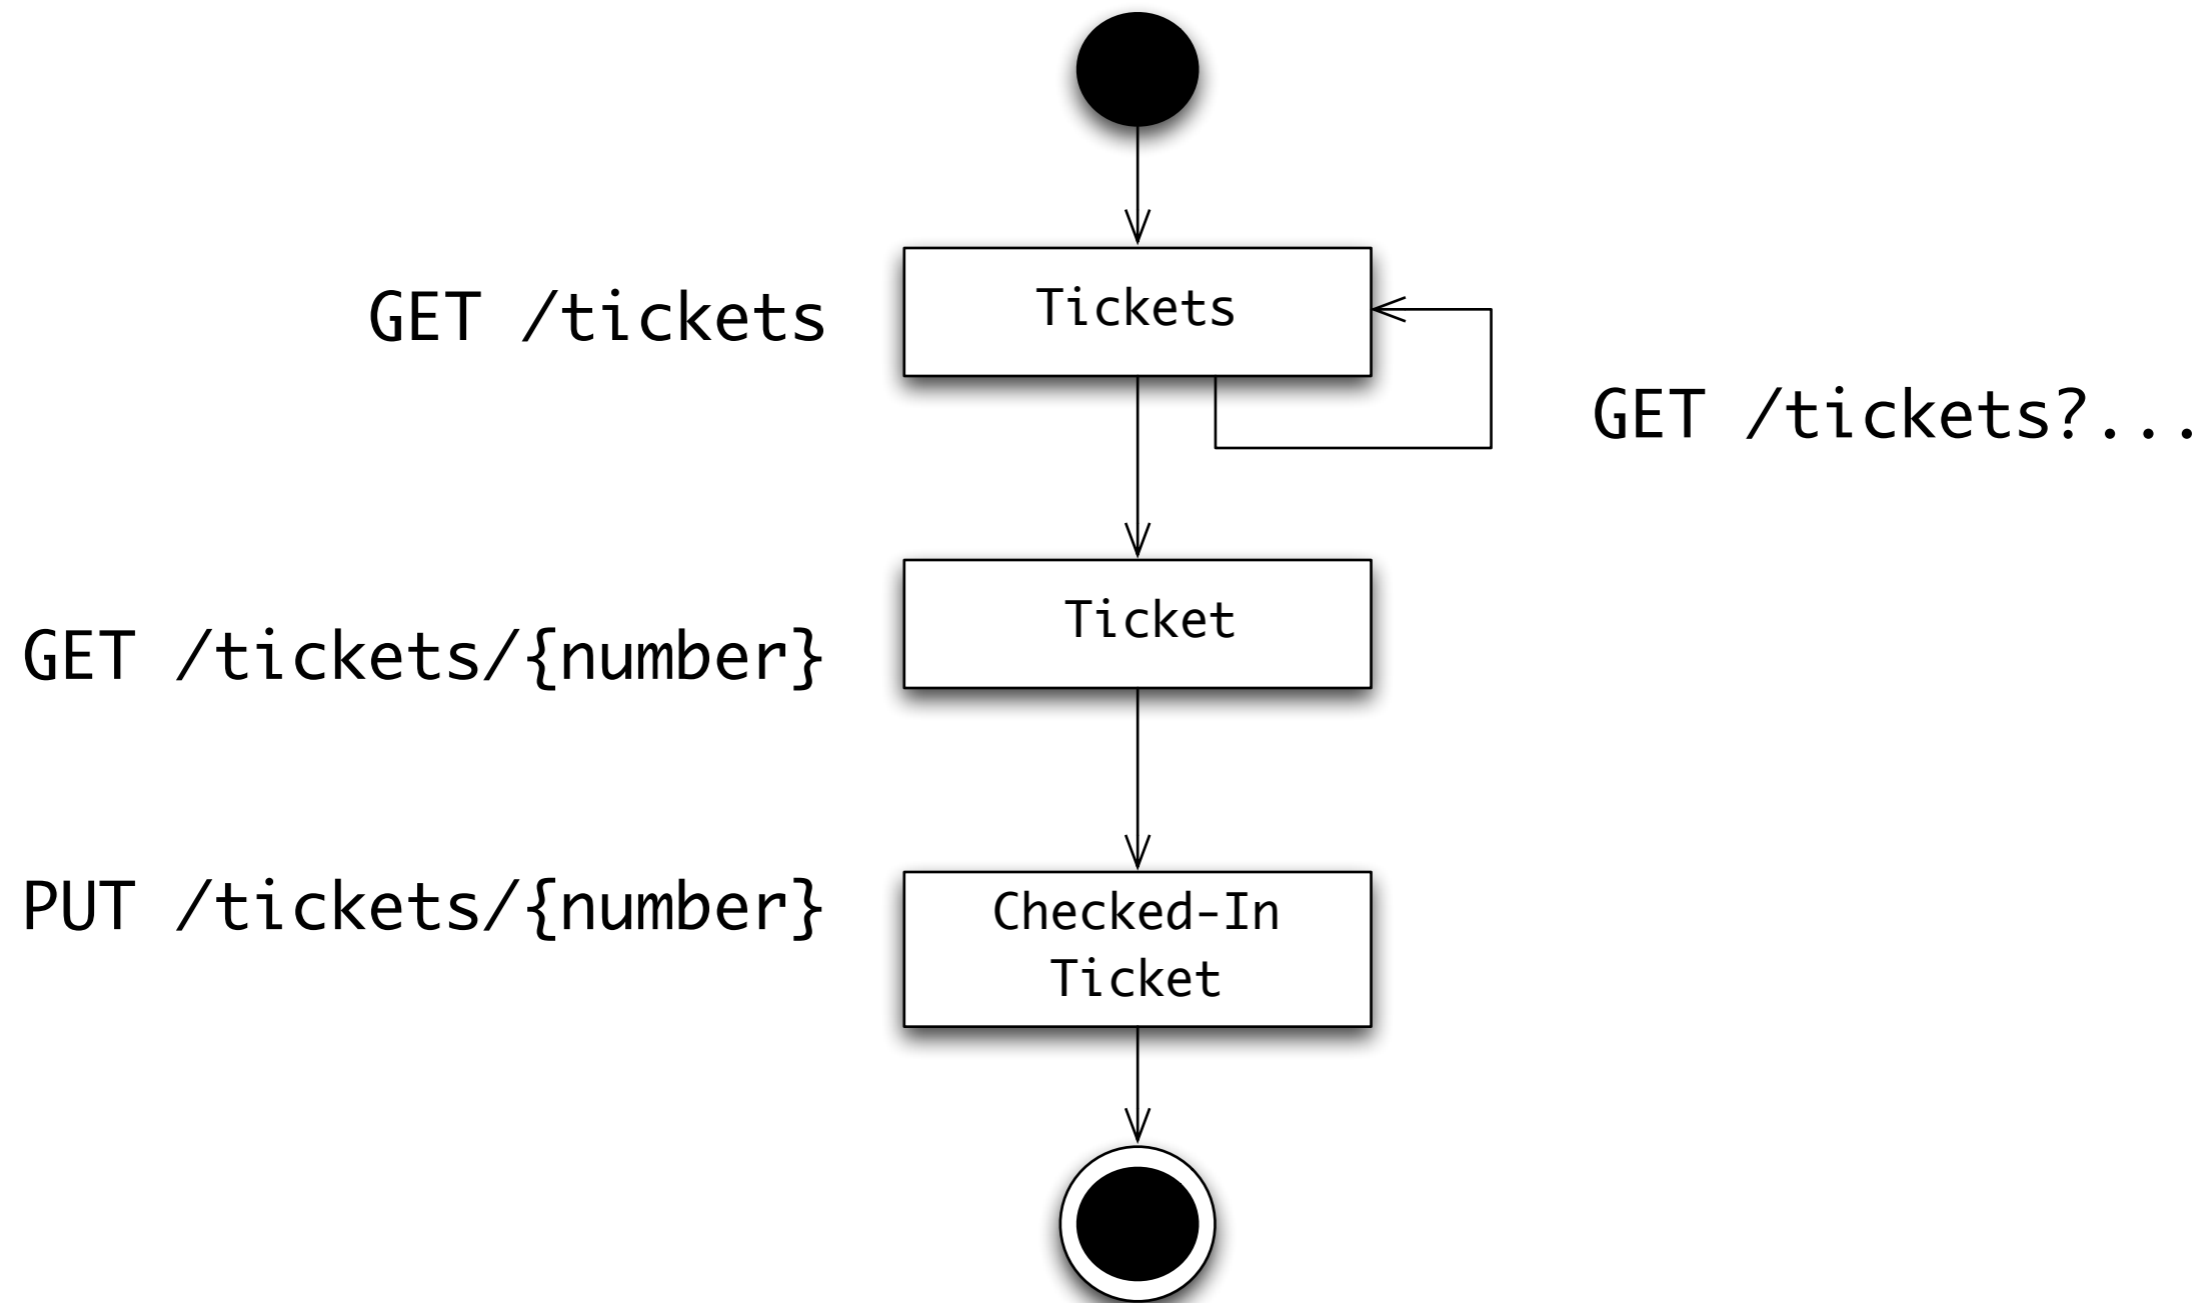 GET /tickets
Tickets
GET /tickets?...
Ticket
GET /tickets/{number}
PUT /tickets/{number}
Checked-In
Ticket